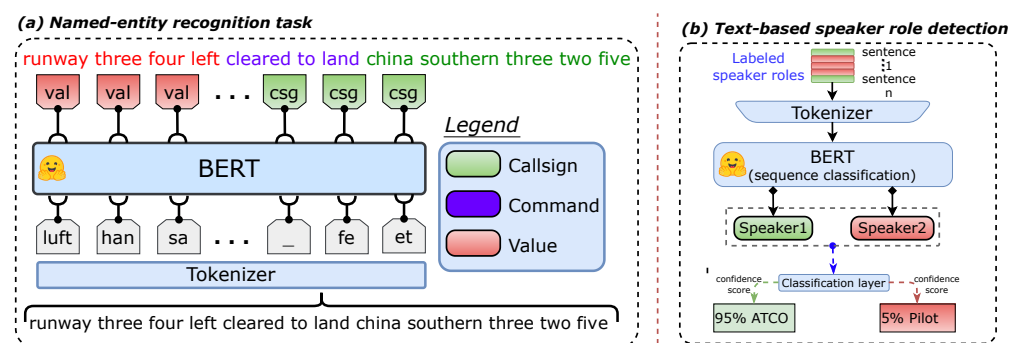 (a) Named-entity recognition task
runway three four left cleared to land china southern three two five
val val val . . . csg csg csg
BERT
luft han sa . . . _ fe et
Tokenizer
runway three four left cleared to land china southern three two five
Legend
Callsign
Command
Value
(b) Text-based speaker role detection
Labeled
speaker roles
sentence
1
sentence
n
Tokenizer
BERT
(sequence classification)
Speaker1 Speaker2
Classification layer
confidence
score
confidence
score
95% ATCO 5% Pilot